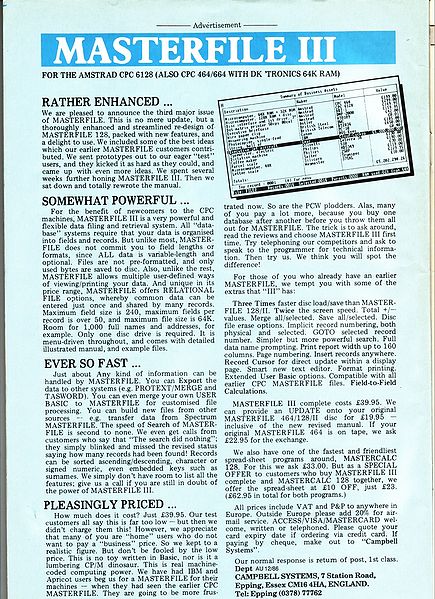 Advertisement
MASTERFILE III
FOR THE AMSTRAD CPC 6128 (ALSO CPC 464/664 WITH DK 'TRONICS 64K RAM)
RATHER ENHANCED ...
We are pleased to announce the third major issue
of MASTERFILE. This is no mere update, but a
thoroughly enhanced and streamlined re-design of
MASTERFILE 128, packed with new features, and
a delight to use. We included some of the best ideas
which our earlier MASTERFILE customers contri-
buted. We sent prototypes out to our eager "test"
users, and they kicked it as hard as they could, and
came up with even more ideas. We spent several
weeks further honing MASTERFILE III. Then we
sat down and totally rewrote the manual.
SOMEWHAT POWERFUL ...
For the benefit of newcomers to the CPC
machines, MASTERFILE III is a very powerful and
flexible data filing and retrieval system. All "data-
base" systems require that your data is organised
into fields and records. But unlike most, MASTER-
FILE does not commit you to field lengths or
formats, since ALL data is variable-length and
optional. Files are not pre-formatted, and only
used bytes are saved to disc. Also, unlike the rest,
MASTERFILE allows multiple user-defined ways
of viewing/printing your data. And unique in its
price range, MASTERFILE offers RELATIONAL
FILE options, whereby common data can be
entered just once and shared by many records.
Maximum field size is 240, maximum fields per
record is over 50, and maximum file size is 64K.
Room for 1,000 full names and addresses, for
example. Only one disc drive is required. It is
menu-driven throughout, and comes with detailed
illustrated manual, and example files.
EVER SO FAST ...
Just about Any kind of information can be
handled by MASTERFILE. You can Export the
data to other systems (e.g. PROTEXT/MERGE and
TASWORD). You can even merge your own USER
BASIC to MASTERFILE for customised file
processing. You can build new files from other
sources — e.g. transfer data from Spectrum
MASTERFILE. The speed of Search of MASTER-
FILE is second to none. We even get calls from
customers who say that "The search did nothing";
they simply blinked and missed the revised status
saying how many records had been found! Records
can be sorted ascending/descending, character or
signed numeric, even embedded keys such as
surnames. We simply don't have room to list all the
features; give us a call if you are still in doubt of
the power of MASTERFILE III.
PLEASINGLY PRICED ...
How much does it cost? Just £39.95. Our test
customers all say this is far too low — but then we
didn't charge them this! However, we appreciate
that many of you are "home" users who do not
want to pay a "business" price. So we kept to a
realistic figure. But don't be fooled by the low
price. This is no toy written in Basic, nor is it a
lumbering CP/M dinosaur. This is real machine-
coded computing power. We have had IBM and
Apricot users beg us for a MASTERFILE for their
machines — when they had seen the earlier CPC
MASTERFILE. They are going to be more frus-
Summary of Business Assets
Description
Maker
Model
Value
trated now. So are the PCW plodders. Alas, many
of you pay a lot more, because you buy one
database after another before you throw them all
out for MASTERFILE. The trick is to ask around,
read the reviews and choose MASTERFILE III first
time. Try telephoning our competitors and ask to
speak to the programmer for technical informa-
tion. Then try us. We think you will spot the
difference!
For those of you who already have an earlier
MASTERFILE, we tempt you with some of the
extras that "III" has:
Three Times faster disc load/save than MASTER-
FILE 128/II. Twice the screen speed. Total +/—
values. Merge all/selected. Save all/selected. Disc
file erase options. Implicit record numbering, both
physical and selected. GOTO selected record
number. Simpler but more powerful search, Full
data name prompting. Print report width up to 160
columns. Page numbering. Insert records anywhere.
Record Cursor for direct update within a display
page. Smart new text editor. Format printing.
Extended User Basic options. Compatible with all
earlier CPC MASTERFILE files. Field-to-Field
Calculations.
MASTERFILE III complete costs £39.95. We
can provide an UPDATE onto your original
MASTERFILE 464/128/II disc for £19.95 —
inclusive of the new revised manual. If your
original MASTERFILE 464 is on tape, we ask
£22.95 for the exchange.
We also have one of the fastest and friendliest
spread-sheet programs around, MASTERCALC
128. For this we ask £33.00. But as a SPECIAL
OFFER to customers who buy MASTERFILE III
complete and MASTERCALC 128 together, we
offer the spread-sheet at £10 OFF, just £23.
(£62.95 in total for both programs.)
All prices include VAT and P&P to anywhere in
Europe. Outside Europe please add 20% for air-
mail service. ACCESS/VISA/MASTERCARD wel-
come, written or telephoned. Please quote your
card expiry date if ordering via credit card. If
paying by cheque, make out to "Campbell
Systems".
Our normal response is return of post, 1st class.
Dept AU 12/86
CAMPBELL SYSTEMS, 7 Station Road,
Epping, Essex CM16 4HA, ENGLAND.
Tel: Epping (0378) 77762